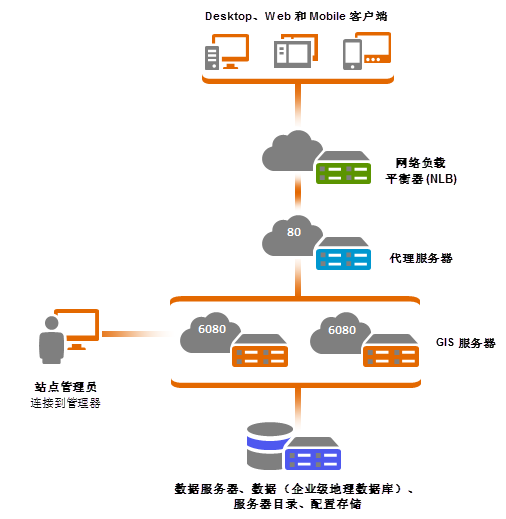 Desktop、Web 和 Mobile 客户端
网络负载
平衡器 (NLB)
80
代理服务器
6080
6080
GIS 服务器
站点管理员
连接到管理器
数据服务器、数据（企业级地理数据库）、
服务器目录、配置存储